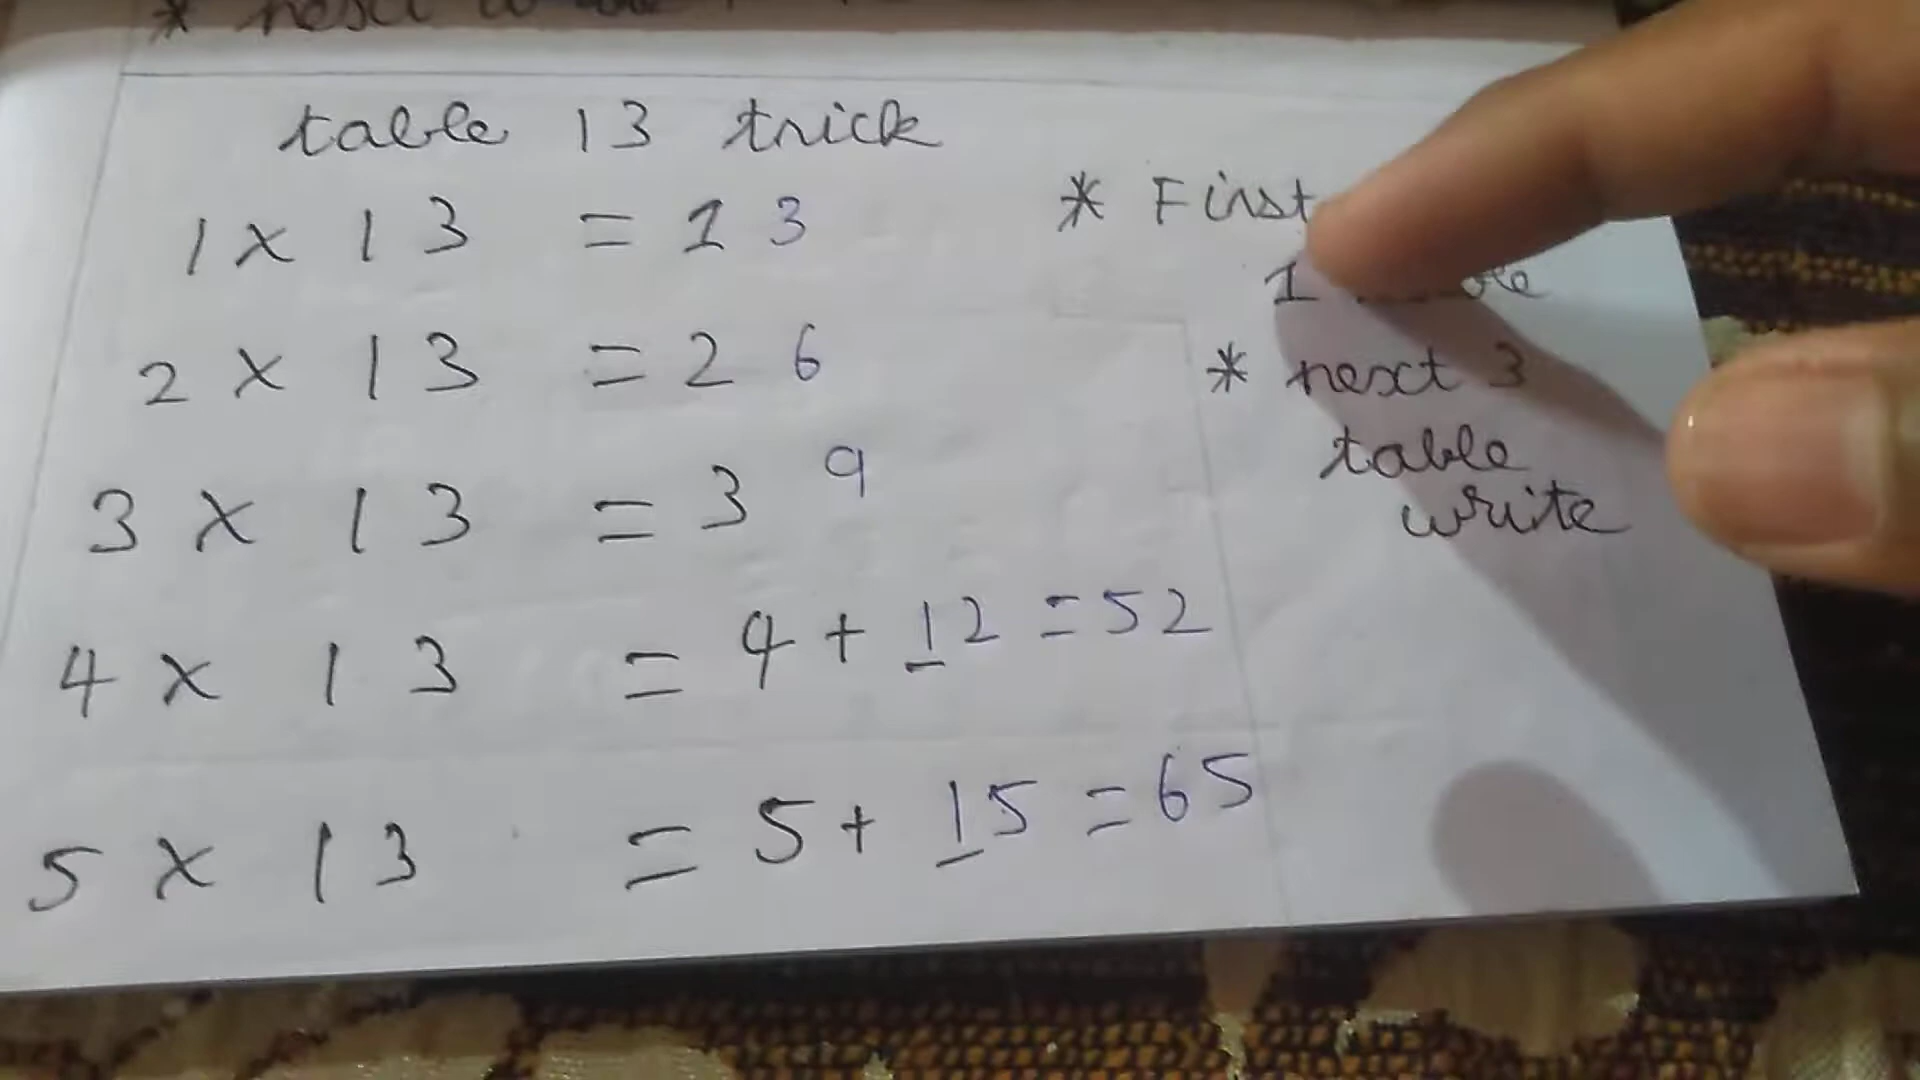 table 13 trick
1 x 13 = 13
2 x 13 = 26
3 x 13 = 39
4 x 13 = 4 + 12 = 52
5 x 13 = 5 + 15 = 65
* First
1
* next 3
table
write